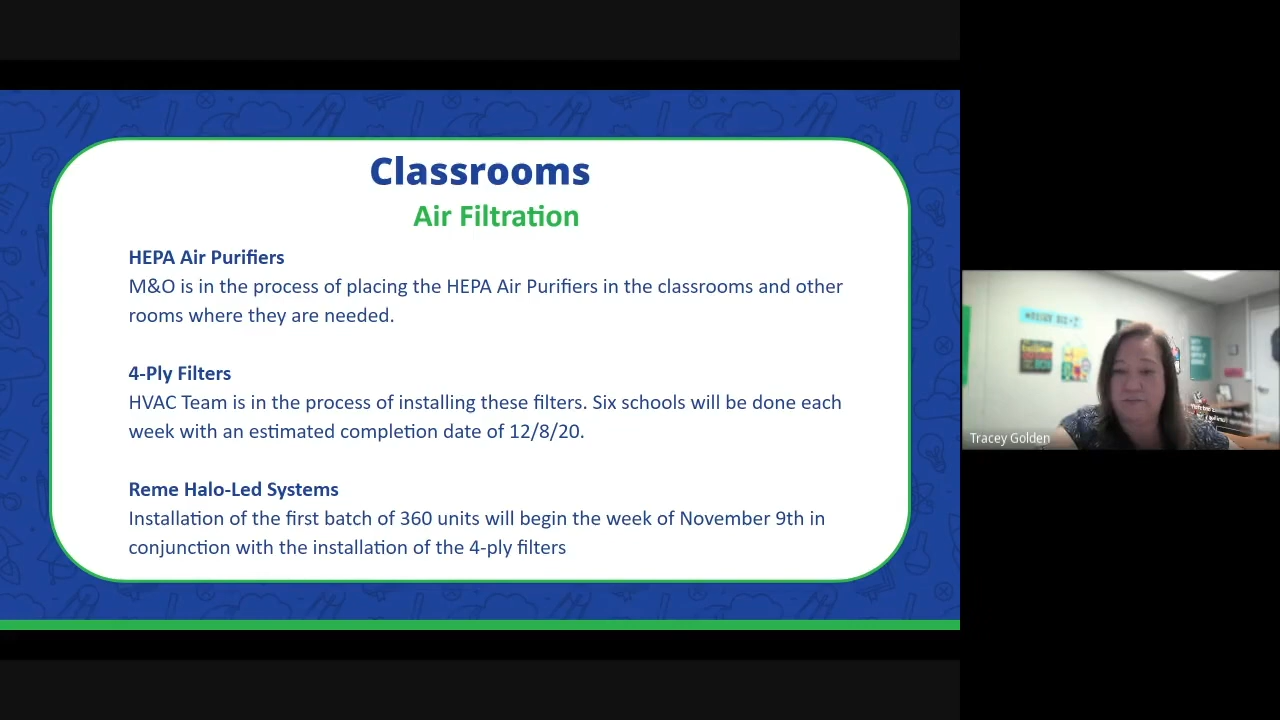 Classrooms
Air Filtration
HEPA Air Purifiers
M&O is in the process of placing the HEPA Air Purifiers in the classrooms and other
rooms where they are needed.
4-Ply Filters
HVAC Team is in the process of installing these filters. Six schools will be done each
week with an estimated completion date of 12/8/20.
Reme Halo-Led Systems
Installation of the first batch of 360 units will begin the week of November 9th in
conjunction with the installation of the 4-ply filters
Tracey Golden